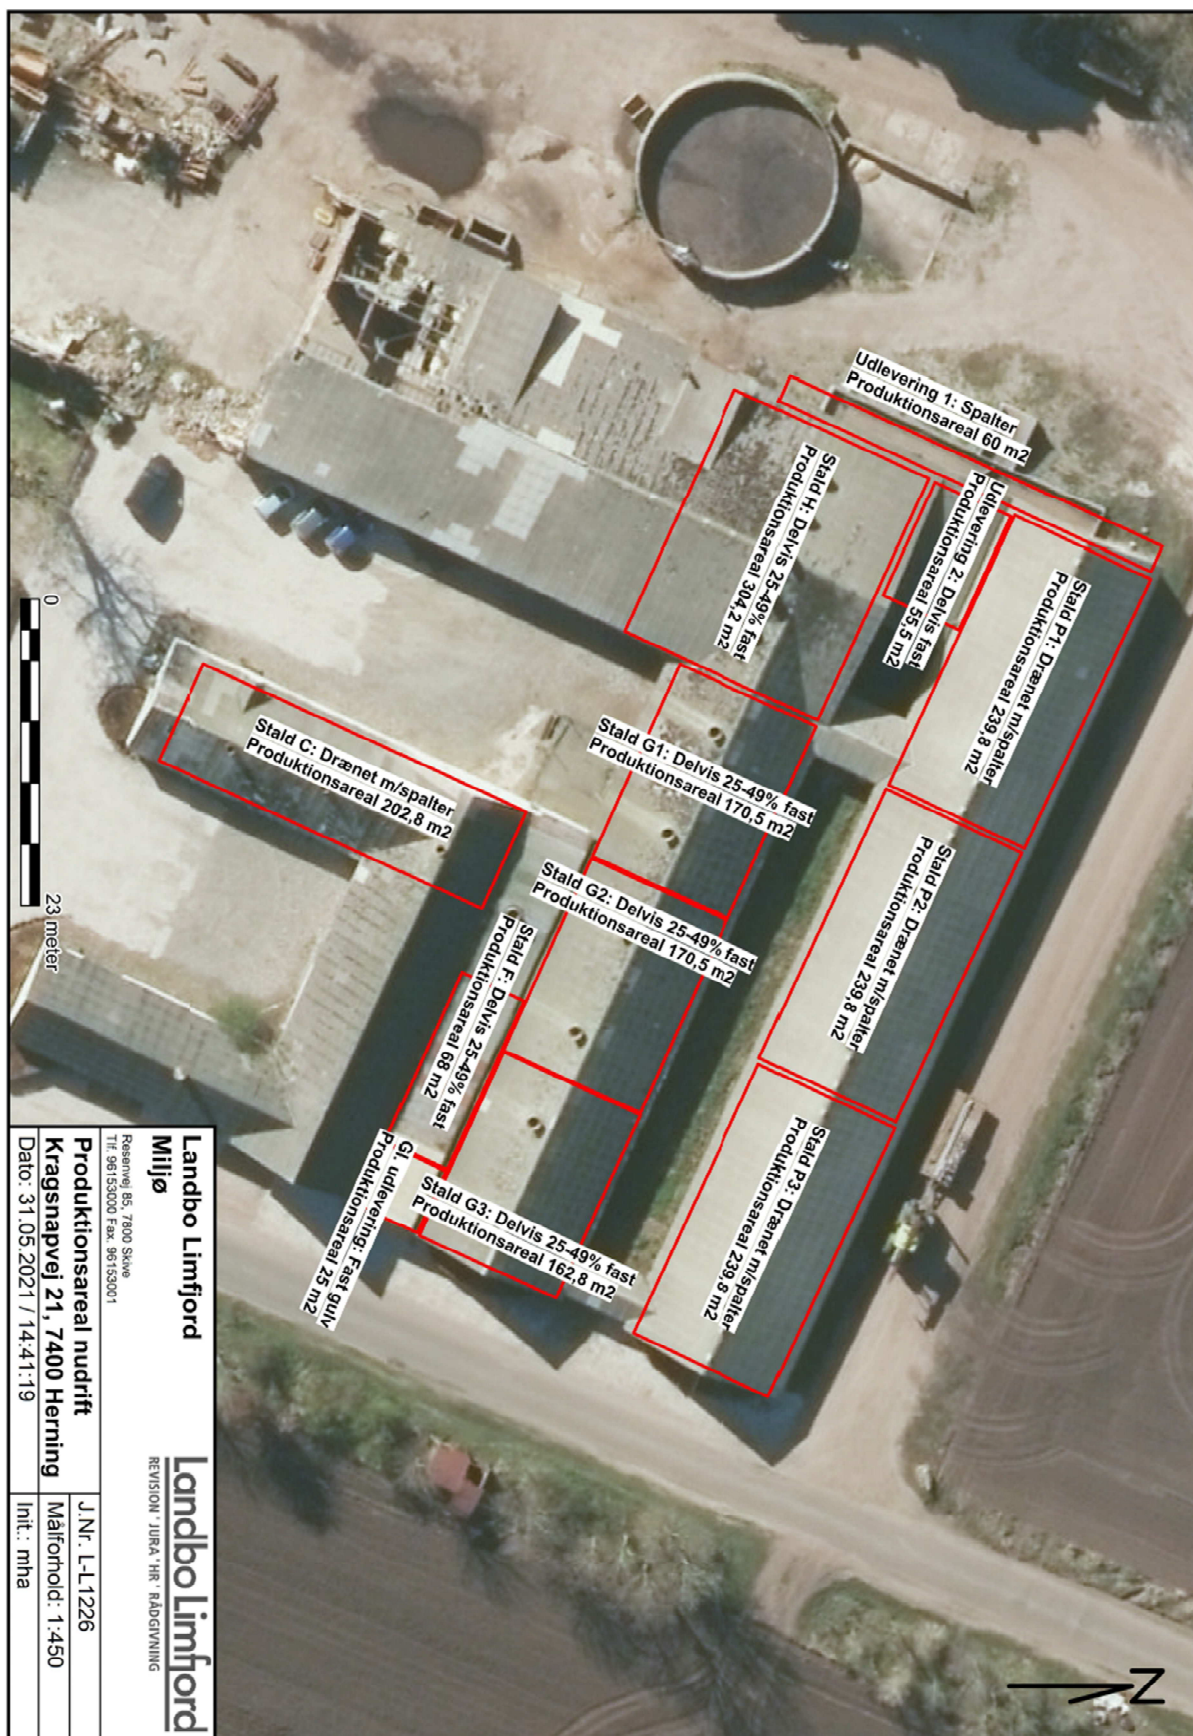 Udlevering 1: Spalter
Produktionsareal 60 m2
Udlevering 2: Delvis fast
Produktionsareal 55,5 m2
Stald H: Delvis 25-49% fast
Produktionsareal 304,2 m2
Stald P1: Drænet m/spalter
Produktionsareal 239,8 m2
Stald P2: Drænet m/spalter
Produktionsareal 239,8 m2
Stald P3: Drænet m/spalter
Produktionsareal 239,8 m2
Stald G1: Delvis 25-49% fast
Produktionsareal 170,5 m2
Stald G2: Delvis 25-49% fast
Produktionsareal 170,5 m2
Stald G3: Delvis 25-49% fast
Produktionsareal 162,8 m2
Stald C: Drænet m/spalter
Produktionsareal 202,8 m2
Stald F: Delvis 25-49% fast
Produktionsareal 68 m2
Gl. udlevering: Fast gulv
Produktionsareal 25 m2
0
23 meter
N
Landbo Limfjord
Miljø
Resenvej 85, 7800 Skive
Tlf. 96153000 Fax. 96153001
Landbo Limfjord
REVISION ' JURA ' HR ' RÅDGIVNING
Produktionsareal nudrift
Kragsnapvej 21, 7400 Herning
Dato: 31.05.2021 / 14:41:19
J.Nr. L-L1226
Målforhold: 1:450
Init.: mha